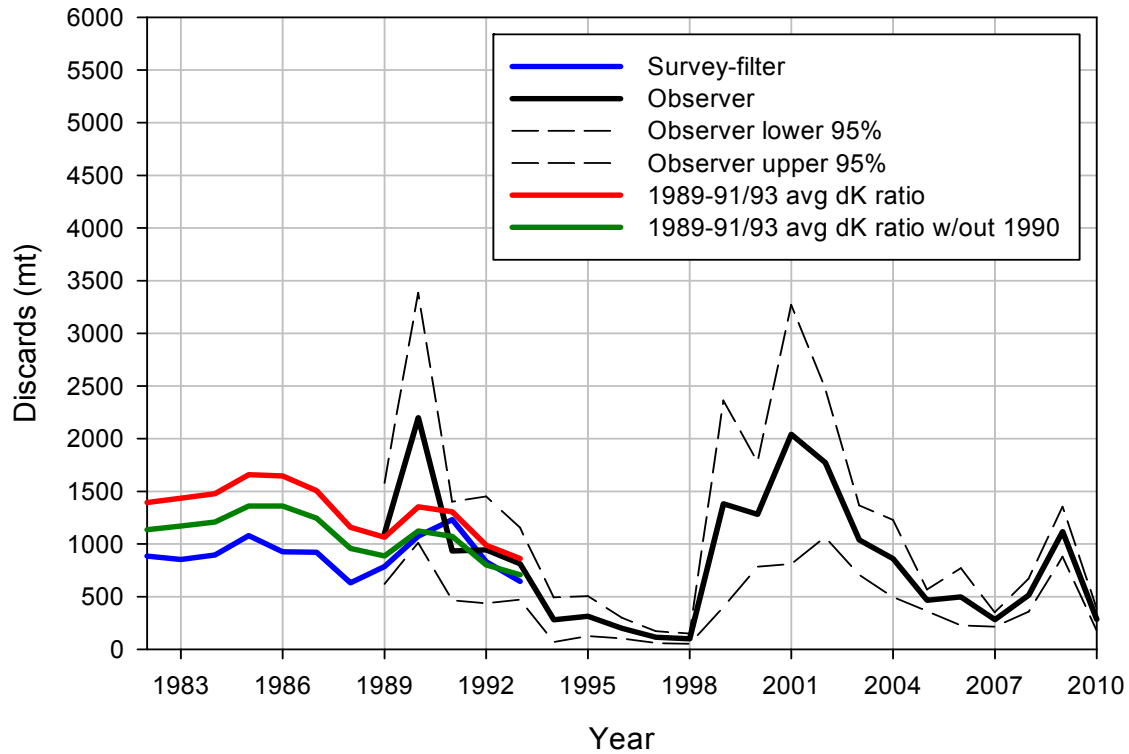 6000
5500
5000
4500
4000
3500
3000
2500
2000
1500
1000
500
0
Discards (mt)
Survey-filter
Observer
Observer lower 95%
Observer upper 95%
1989-91/93 avg dK ratio
1989-91/93 avg dK ratio w/out 1990
1983 1986 1989 1992 1995 1998 2001 2004 2007 2010
Year